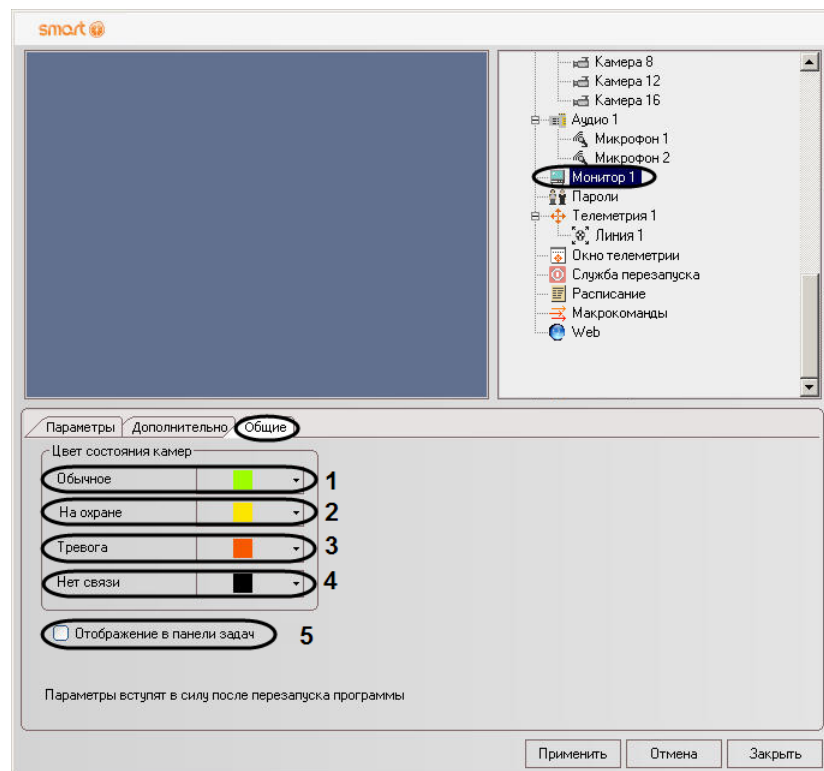 smart
Камера 8
Камера 12
Камера 16
Аудио 1
Микрофон 1
Микрофон 2
Монитор 1
Пароли
Телеметрия 1
Линия 1
Окно телеметрии
Служба перезапуска
Расписание
Макрокоманды
Web
Параметры Дополнительно Общие
Цвет состояния камер
Обычное 1
На охране 2
Тревога 3
Нет связи 4
Отображение в панели задач 5
Параметры вступят в силу после перезапуска программы
Применить Отмена Закрыть